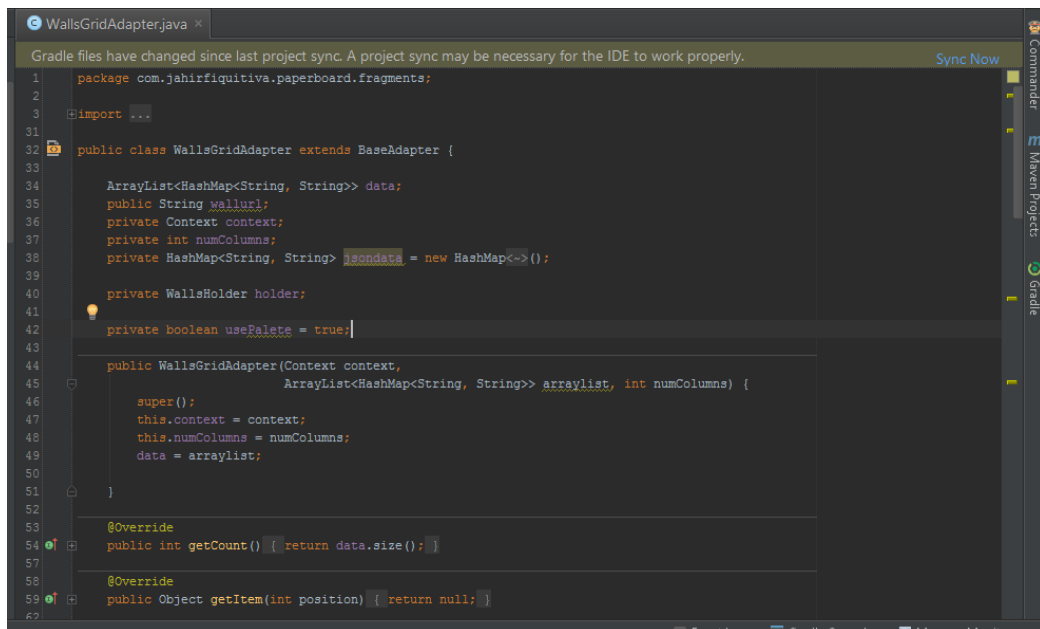 WallsGridAdapter.java ×
Gradle files have changed since last project sync. A project sync may be necessary for the IDE to work properly.
Sync Now
1 package com.jahirfiquitiva.paperboard.fragments;
2
3 import ...
31
32 public class WallsGridAdapter extends BaseAdapter {
33
34 ArrayList<HashMap<String, String>> data;
35 public String wallurl;
36 private Context context;
37 private int numColumns;
38 private HashMap<String, String> jsondata = new HashMap<~>();
39
40 private WallsHolder holder;
41
42 private boolean usePalete = true;
43
44 public WallsGridAdapter(Context context,
45 ArrayList<HashMap<String, String>> arraylist, int numColumns) {
46 super();
47 this.context = context;
48 this.numColumns = numColumns;
49 data = arraylist;
50
51 }
52
53 @Override
54 public int getCount() { return data.size(); }
57
58 @Override
59 public Object getItem(int position) { return null; }
62
Commander
Maven Projects
Gradle